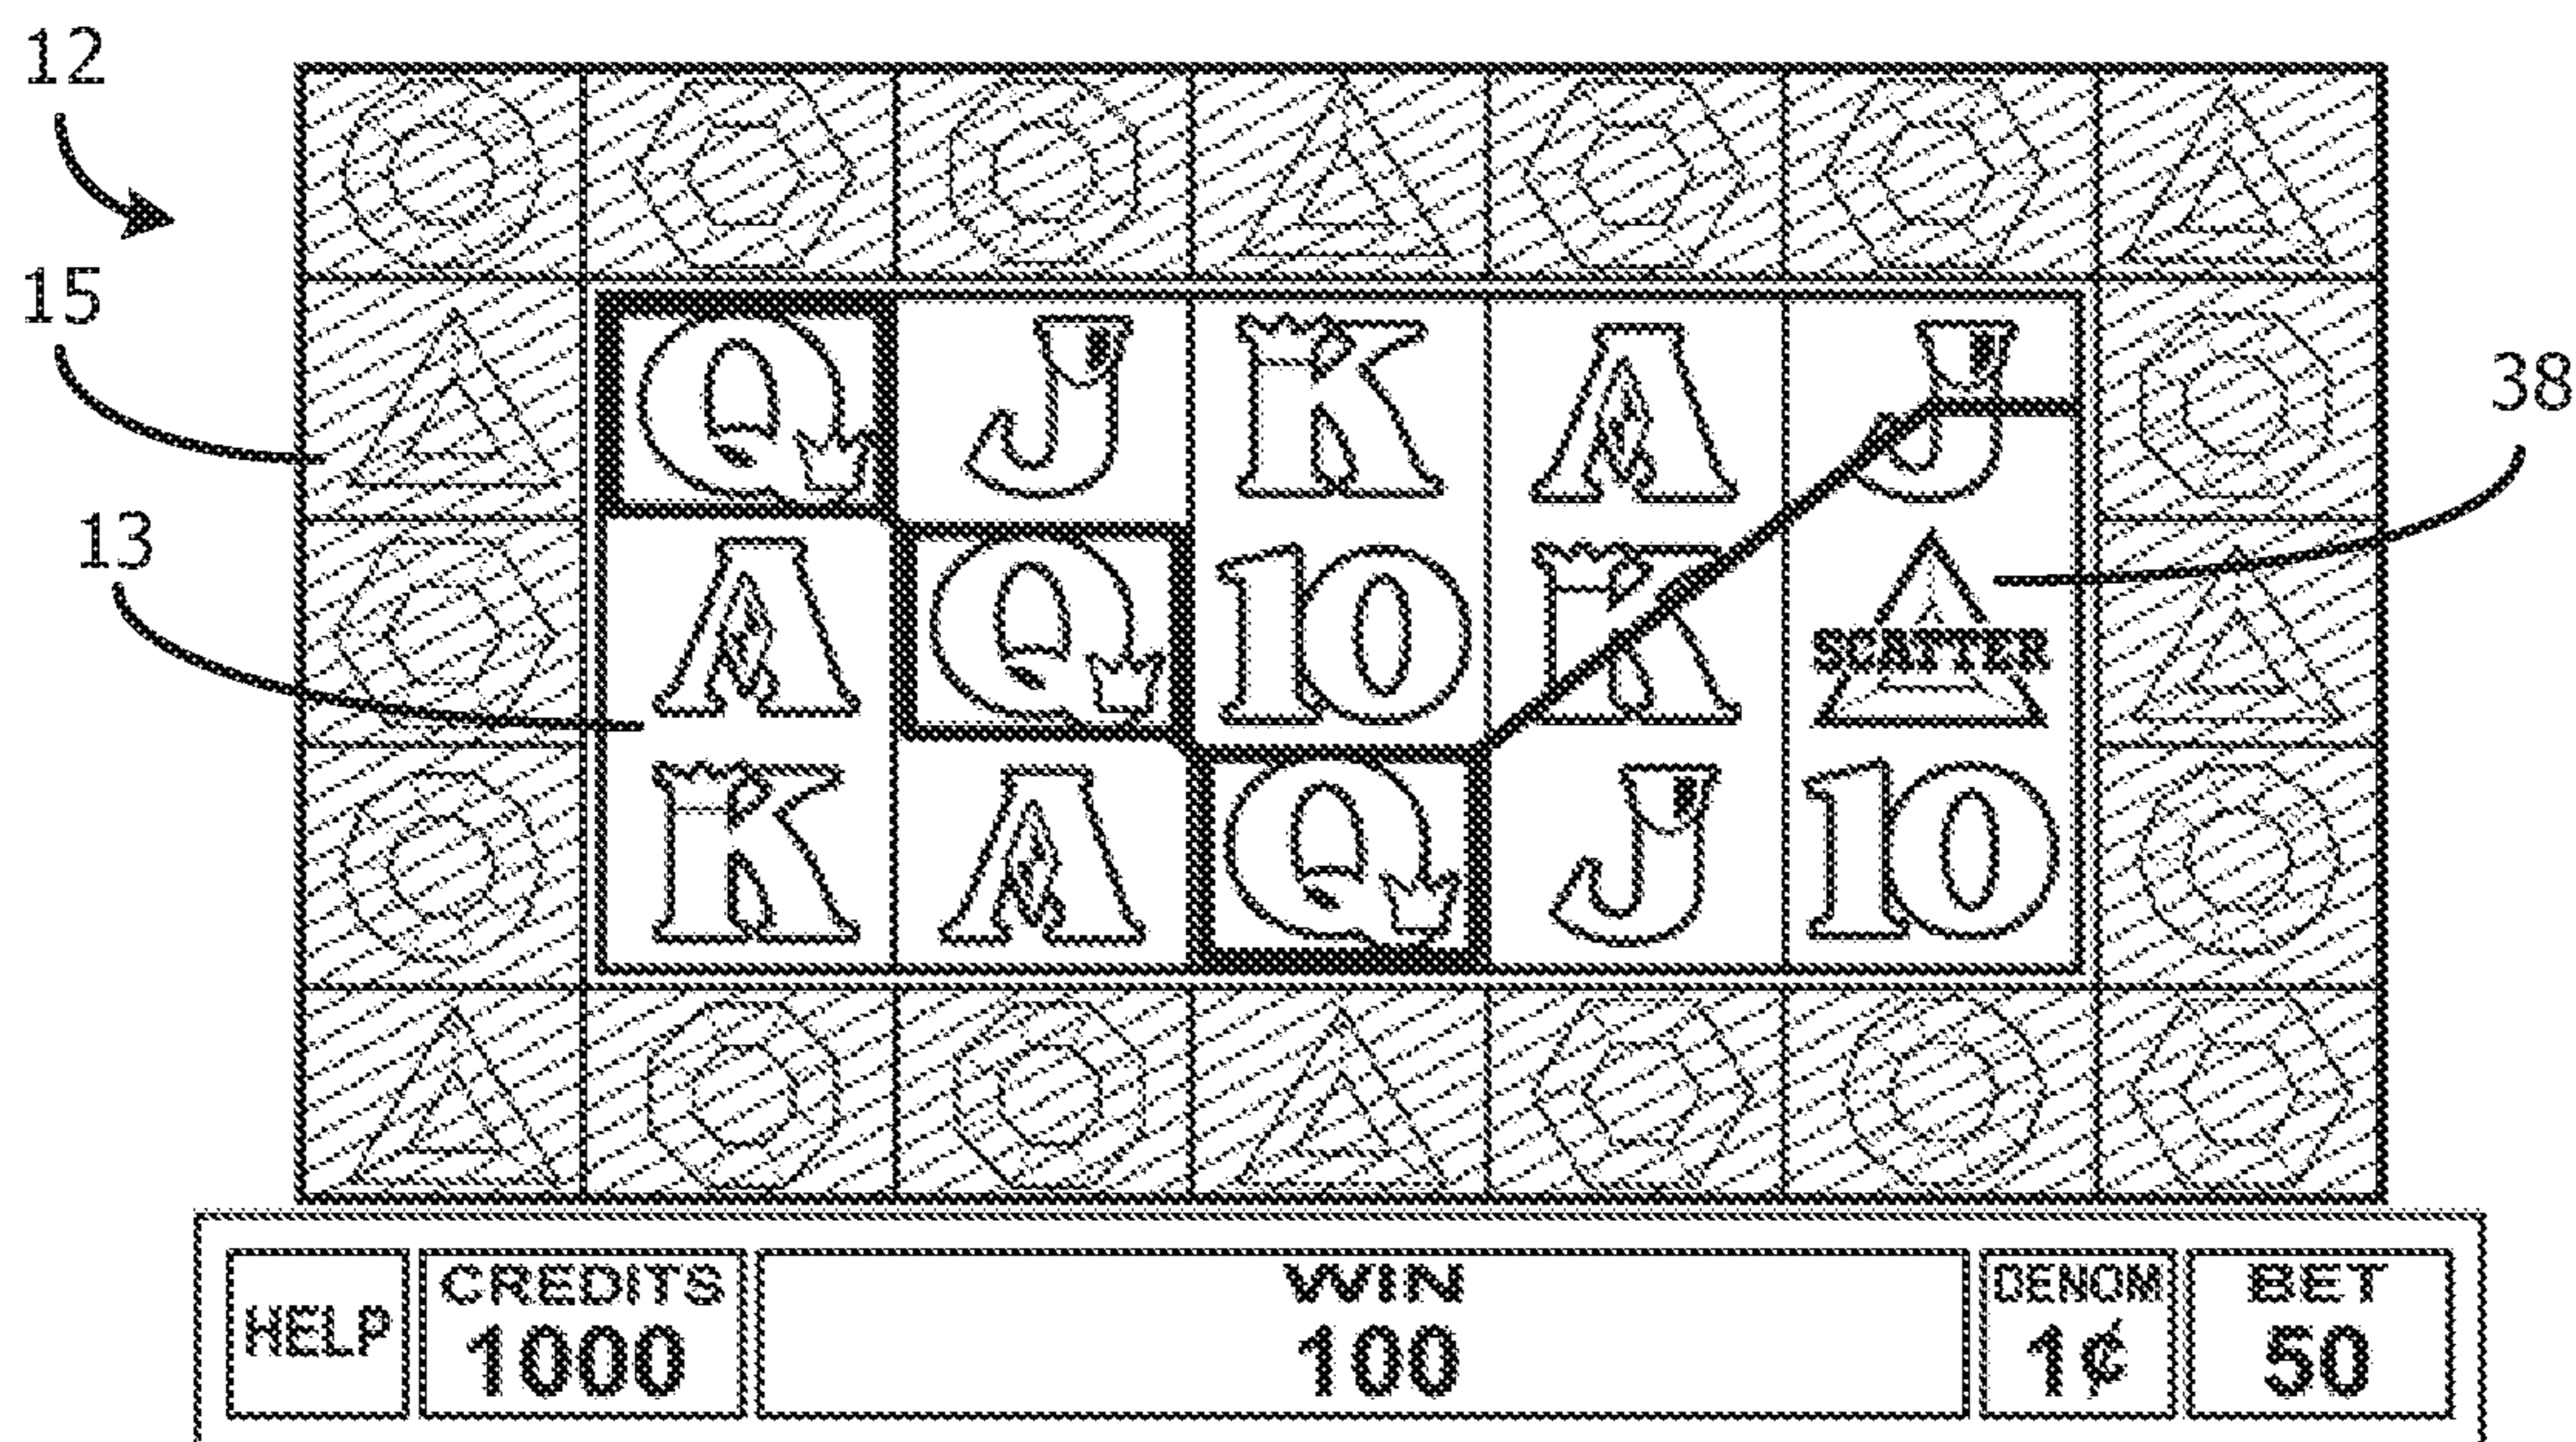 12
15
13
38
Q J K A J
A Q 10 K SCATTER
K A Q J 10
HELP
CREDITS
1000
WIN
100
DENOM
1¢
BET
50